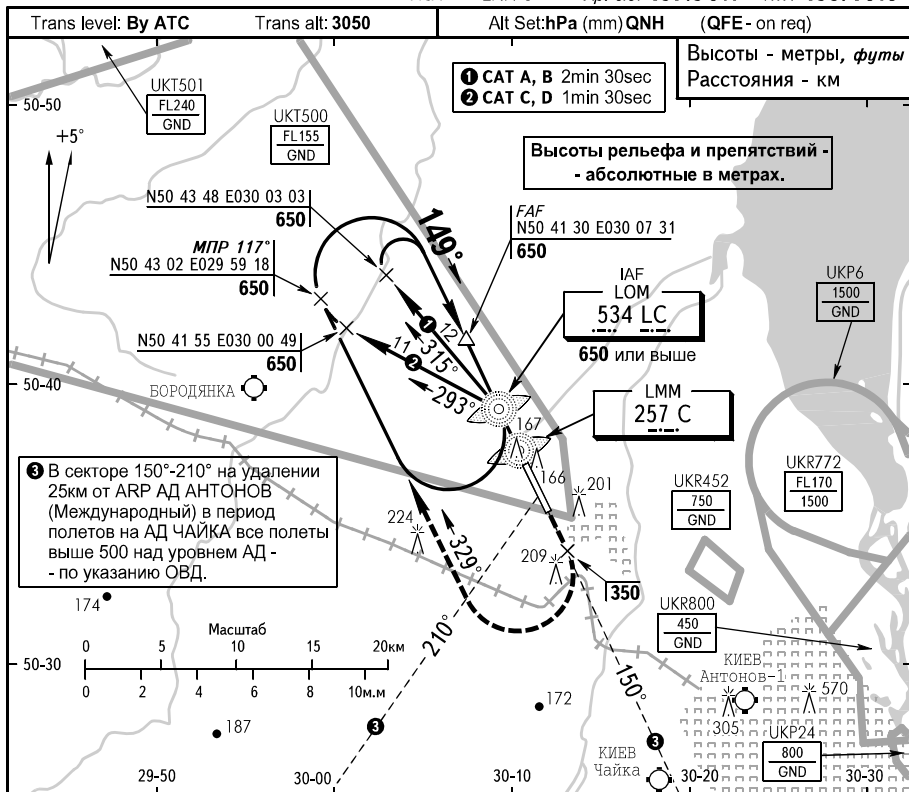 Trans level: By ATC
Trans alt: 3050
Alt Set:hPa (mm) QNH (QFE - on req)
Высоты - метры, футы
Расстояния - км
❶ CAT A, B 2min 30sec
❷ CAT C, D 1min 30sec
50-50
UKT501
FL240
GND
UKT500
FL155
GND
+5°
Высоты рельефа и препятствий -
- абсолютные в метрах.
N50 43 48 E030 03 03
650
149°
FAF
N50 41 30 E030 07 31
650
МПР 117°
N50 43 02 E029 59 18
650
IAF
LOM
534 LC
650 или выше
UKP6
1500
GND
N50 41 55 E030 00 49
650
❶
12
11
❷
315°
293°
50-40
БОРОДЯНКА
LMM
257 C
167
166
❸ В секторе 150°-210° на удалении
25км от ARP АД АНТОНОВ
(Международный) в период
полетов на АД ЧАЙКА все полеты
выше 500 над уровнем АД -
- по указанию ОВД.
201
UKR452
750
GND
UKR772
FL170
1500
224
329°
209
350
174
UKR800
450
GND
Масштаб
0 5 10 15 20км
0 2 4 6 8 10м.м
50-30
210°
150°
КИЕВ
Антонов-1
570
305
172
187
❸
❸
КИЕВ
Чайка
UKP24
800
GND
29-50
30-00
30-10
30-20
30-30